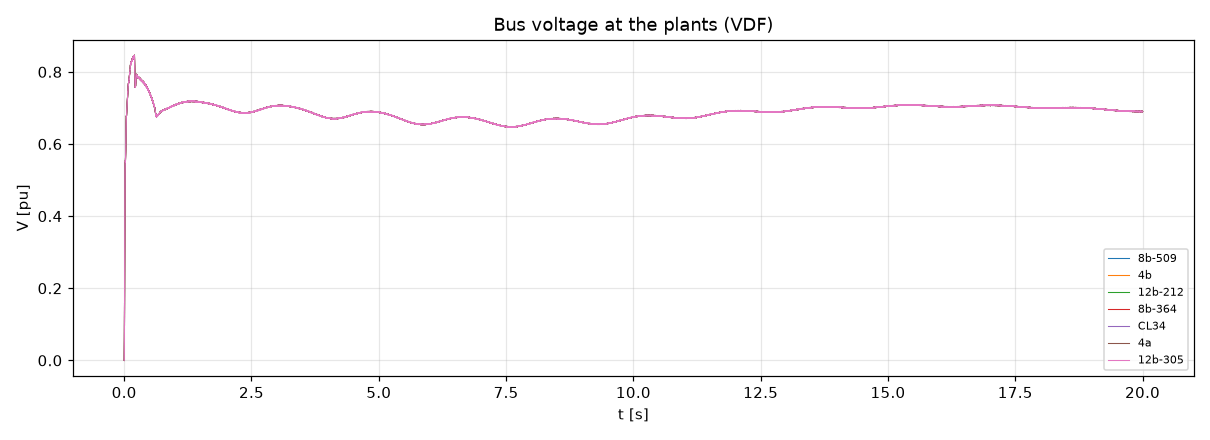 Bus voltage at the plants (VDF)
V [pu]
0.8
0.6
0.4
0.2
0.0
8b-509
4b
12b-212
8b-364
CL34
4a
12b-305
0.0 2.5 5.0 7.5 10.0 12.5 15.0 17.5 20.0
t [s]